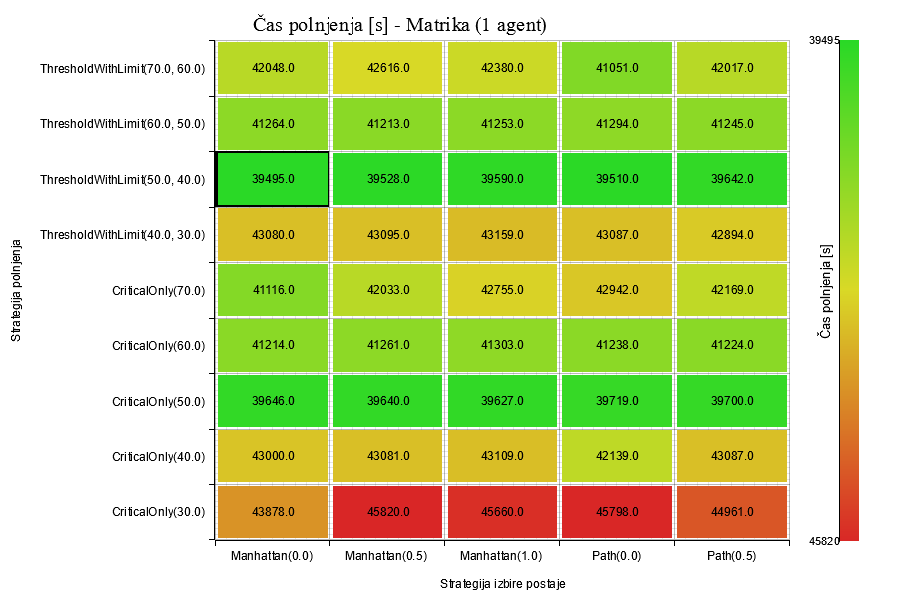 Čas polnjenja [s] - Matrika (1 agent)
39495
ThresholdWithLimit(70.0, 60.0) 42048.0 42616.0 42380.0 41051.0 42017.0
ThresholdWithLimit(60.0, 50.0) 41264.0 41213.0 41253.0 41294.0 41245.0
ThresholdWithLimit(50.0, 40.0) 39495.0 39528.0 39590.0 39510.0 39642.0
ThresholdWithLimit(40.0, 30.0) 43080.0 43095.0 43159.0 43087.0 42894.0
CriticalOnly(70.0) 41116.0 42033.0 42755.0 42942.0 42169.0
CriticalOnly(60.0) 41214.0 41261.0 41303.0 41238.0 41224.0
CriticalOnly(50.0) 39646.0 39640.0 39627.0 39719.0 39700.0
CriticalOnly(40.0) 43000.0 43081.0 43109.0 42139.0 43087.0
CriticalOnly(30.0) 43878.0 45820.0 45660.0 45798.0 44961.0
45820
Manhattan(0.0) Manhattan(0.5) Manhattan(1.0) Path(0.0) Path(0.5)
Strategija izbire postaje
Strategija polnjenja
Čas polnjenja [s]